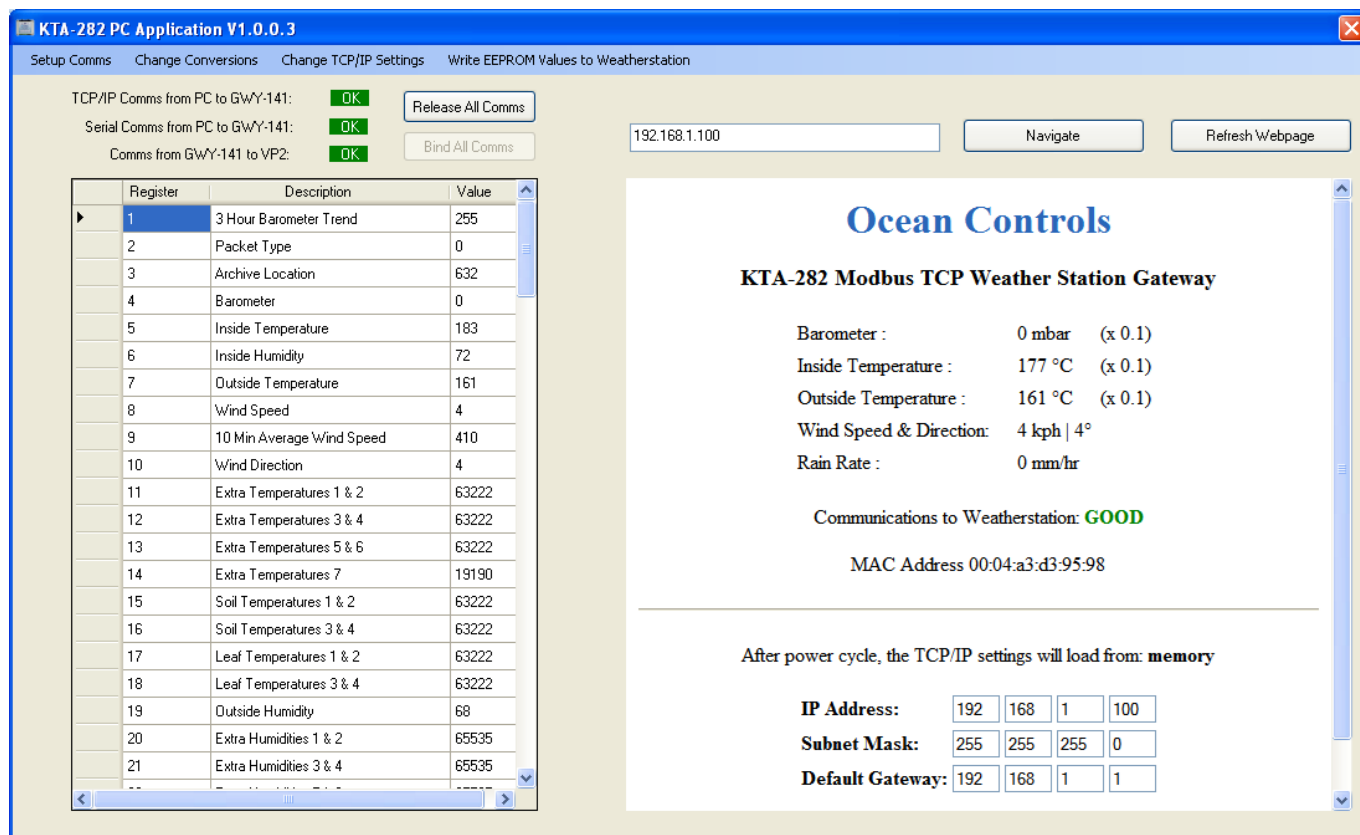 KTA-282 PC Application V1.0.0.3
Setup Comms Change Conversions Change TCP/IP Settings Write EEPROM Values to Weatherstation
TCP/IP Comms from PC to GWY-141: OK
Serial Comms from PC to GWY-141: OK
Comms from GWY-141 to VP2: OK
Release All Comms
Bind All Comms
192.168.1.100 Navigate Refresh Webpage
Register Description Value
1 3 Hour Barometer Trend 255
2 Packet Type 0
3 Archive Location 632
4 Barometer 0
5 Inside Temperature 183
6 Inside Humidity 72
7 Outside Temperature 161
8 Wind Speed 4
9 10 Min Average Wind Speed 410
10 Wind Direction 4
11 Extra Temperatures 1 & 2 63222
12 Extra Temperatures 3 & 4 63222
13 Extra Temperatures 5 & 6 63222
14 Extra Temperatures 7 19190
15 Soil Temperatures 1 & 2 63222
16 Soil Temperatures 3 & 4 63222
17 Leaf Temperatures 1 & 2 63222
18 Leaf Temperatures 3 & 4 63222
19 Outside Humidity 68
20 Extra Humidities 1 & 2 65535
21 Extra Humidities 3 & 4 65535
Ocean Controls
KTA-282 Modbus TCP Weather Station Gateway
Barometer : 0 mbar (x 0.1)
Inside Temperature : 177 °C (x 0.1)
Outside Temperature : 161 °C (x 0.1)
Wind Speed & Direction: 4 kph | 4°
Rain Rate : 0 mm/hr
Communications to Weatherstation: GOOD
MAC Address 00:04:a3:d3:95:98
After power cycle, the TCP/IP settings will load from: memory
IP Address: 192 168 1 100
Subnet Mask: 255 255 255 0
Default Gateway: 192 168 1 1